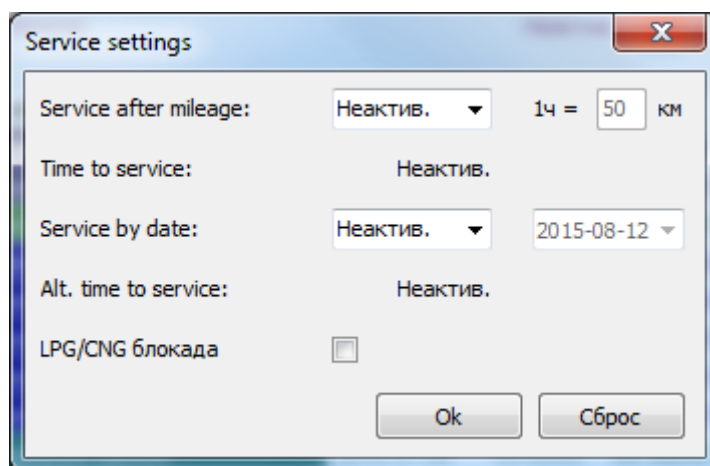 Service settings
Service after mileage: Неактив. 1ч = 50 км
Time to service: Неактив.
Service by date: Неактив. 2015-08-12
Alt. time to service: Неактив.
LPG/CNG блокада
Ok Сброс